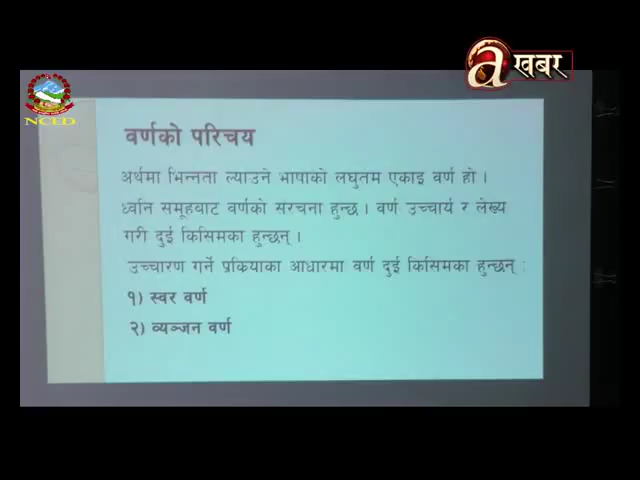 a खबर
NCED
वर्णको परिचय
अर्थमा भिन्नता ल्याउने भाषाको लघुतम एकाइ वर्ण हो ।
ध्वनि समूहबाट वर्णको संरचना हुन्छ । वर्ण उच्चार्य र लेख्य
गरी दुई किसिमका हुन्छन् ।
उच्चारण गर्ने प्रक्रियाका आधारमा वर्ण दुई किसिमका हुन्छन् :
१) स्वर वर्ण
२) व्यञ्जन वर्ण